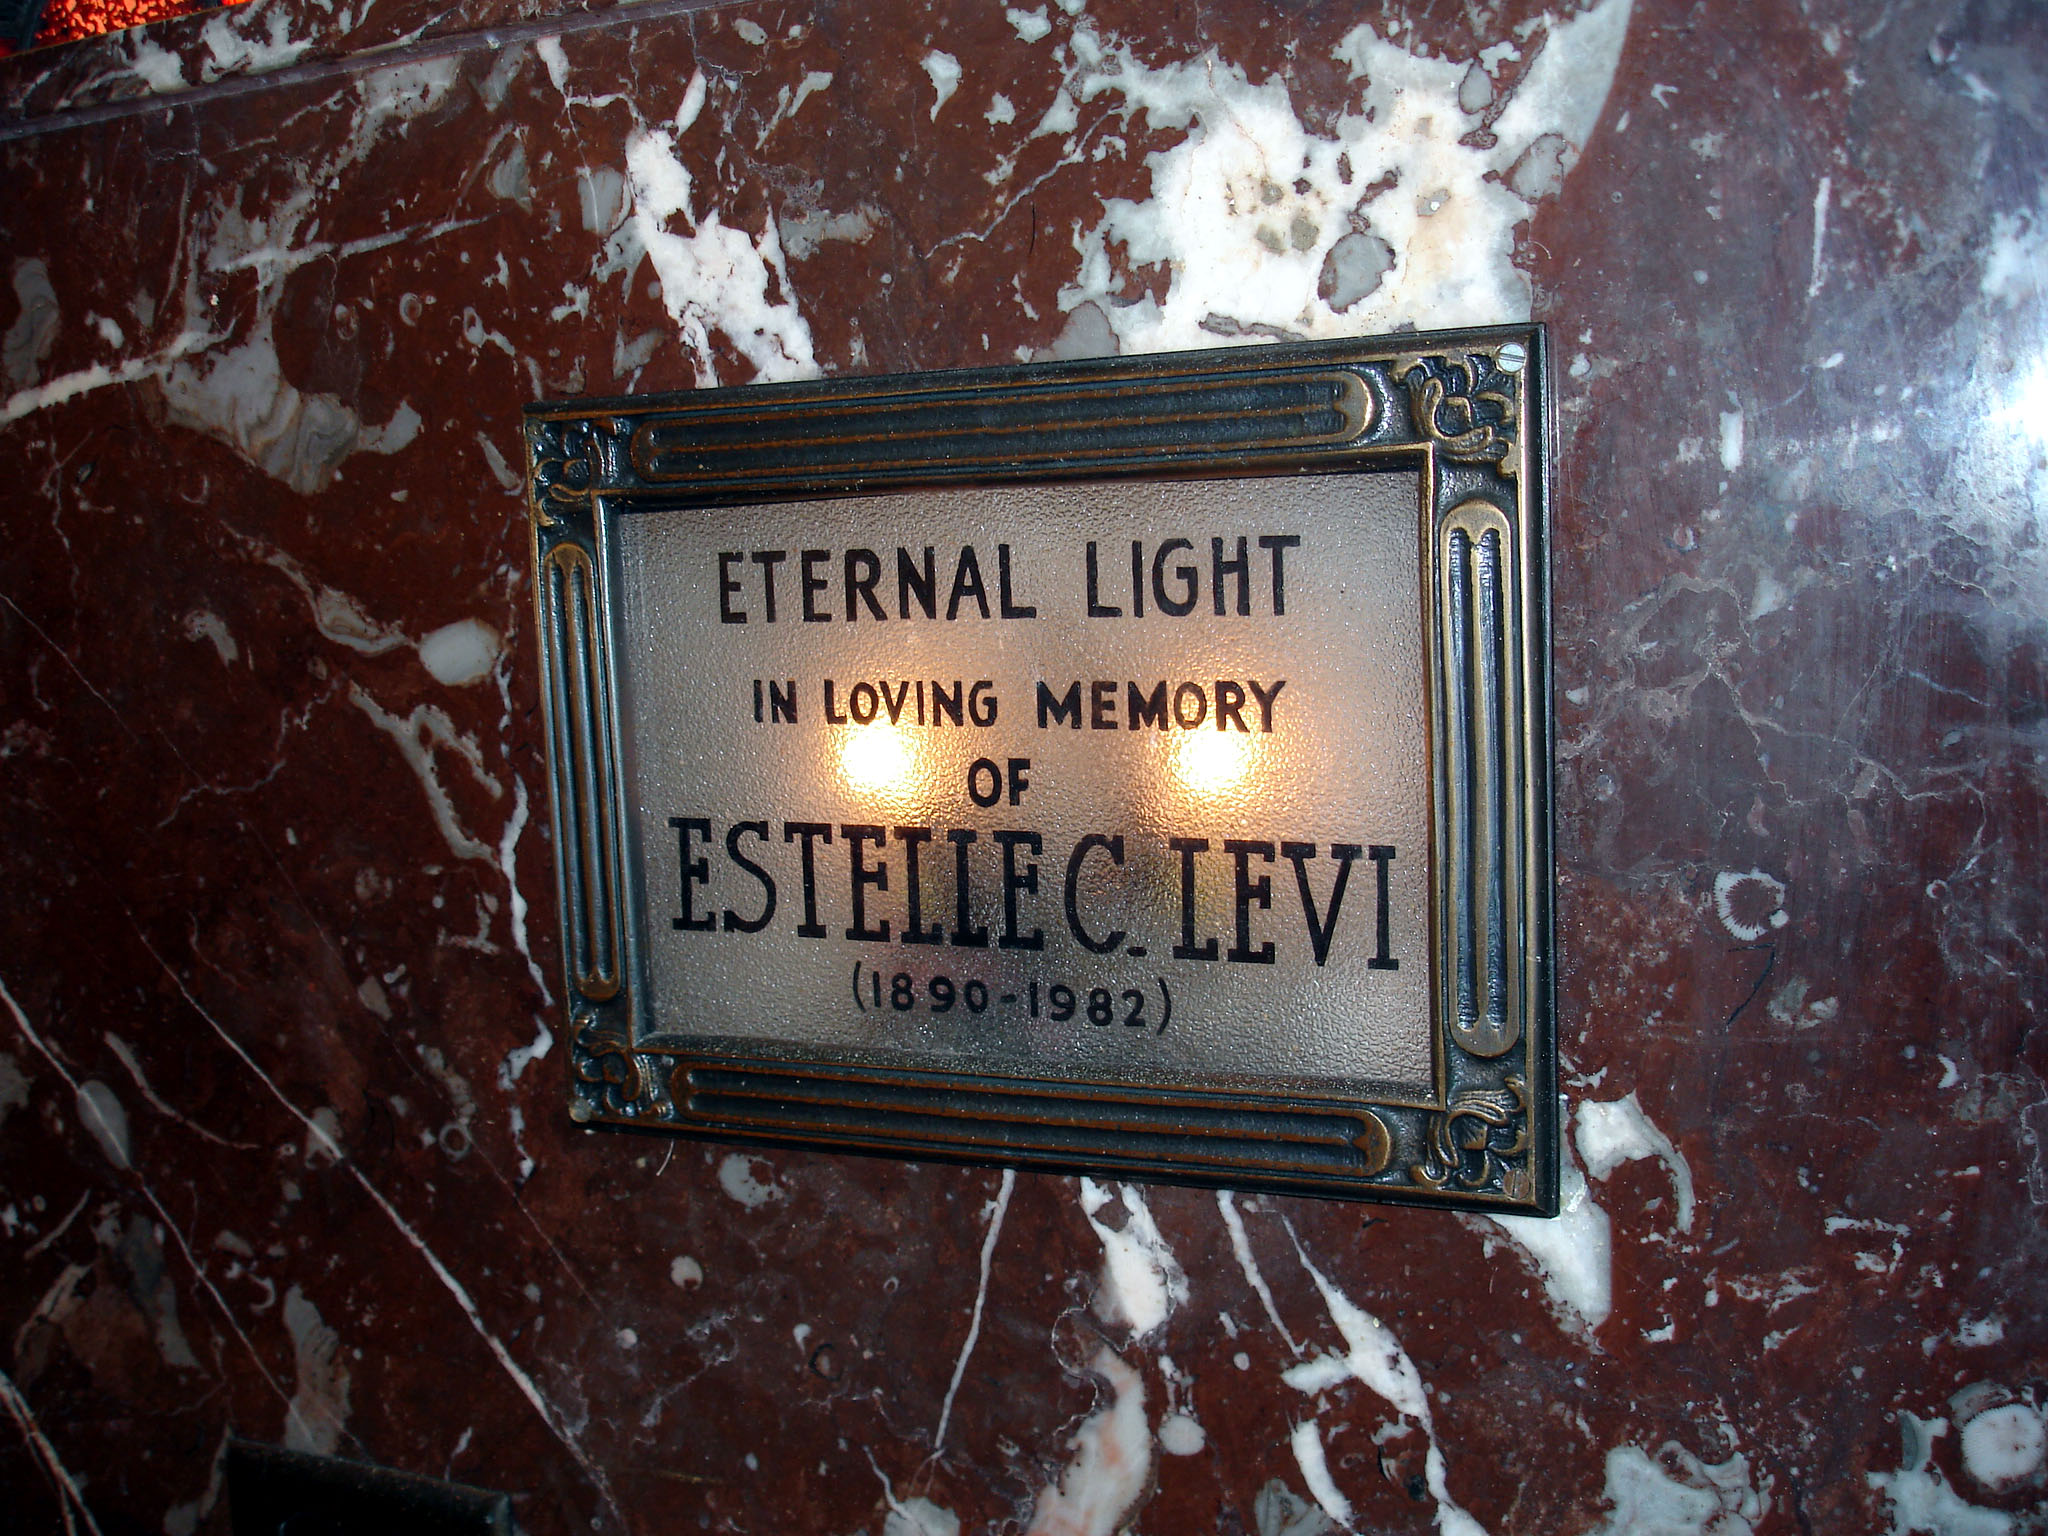 ETERNAL LIGHT
IN LOVING MEMORY
OF
ESTELLE C. LEVI
(1890-1982)